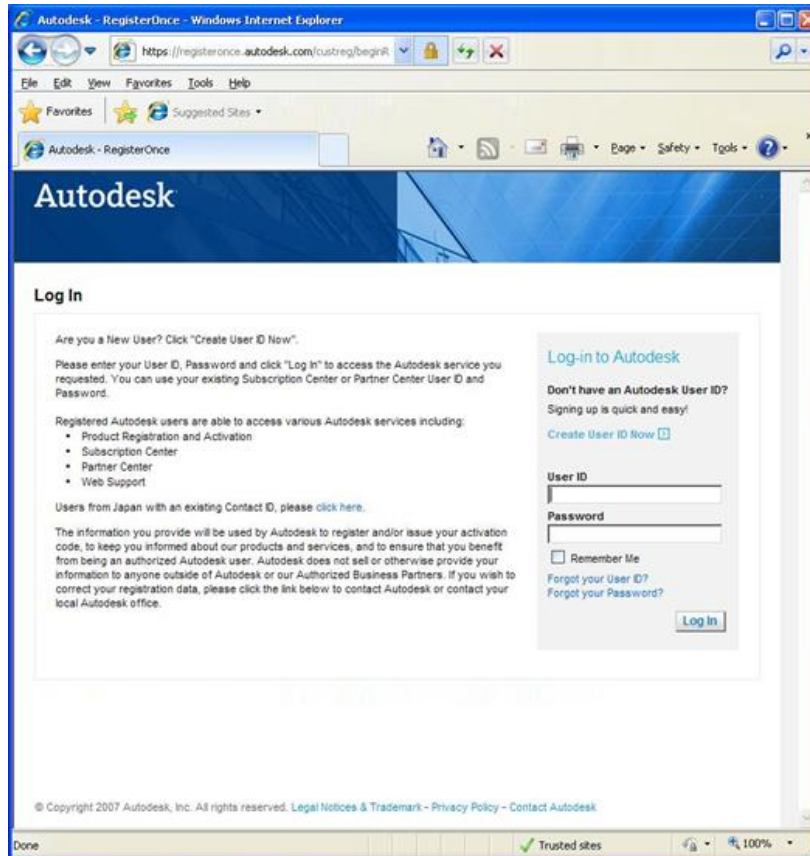 Autodesk - RegisterOnce - Windows Internet Explorer
https://registeronce.autodesk.com/custreg/beginR
File Edit View Favorites Tools Help
Favorites Suggested Sites
Autodesk - RegisterOnce Page Safety Tools
Autodesk
Log In
Are you a New User? Click "Create User ID Now".
Please enter your User ID, Password and click "Log In" to access the Autodesk service you
requested. You can use your existing Subscription Center or Partner Center User ID and
Password.
Registered Autodesk users are able to access various Autodesk services including:
• Product Registration and Activation
• Subscription Center
• Partner Center
• Web Support
Users from Japan with an existing Contact ID, please click here.
The information you provide will be used by Autodesk to register and/or issue your activation
code, to keep you informed about our products and services, and to ensure that you benefit
from being an authorized Autodesk user. Autodesk does not sell or otherwise provide your
information to anyone outside of Autodesk or our Authorized Business Partners. If you wish to
correct your registration data, please click the link below to contact Autodesk or contact your
local Autodesk office.
Log-in to Autodesk
Don't have an Autodesk User ID?
Signing up is quick and easy!
Create User ID Now
User ID
Password
Remember Me
Forgot your User ID?
Forgot your Password?
Log In
© Copyright 2007 Autodesk, Inc. All rights reserved. Legal Notices & Trademark - Privacy Policy - Contact Autodesk
Done Trusted sites 100%